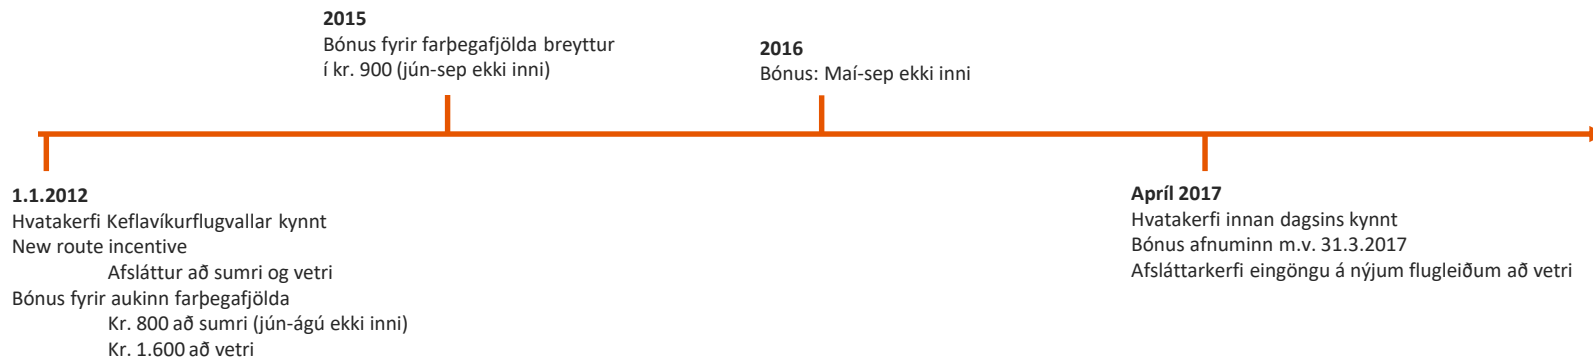 2015
Bónus fyrir farþegafjölda breyttur
í kr. 900 (jún-sep ekki inni)
2016
Bónus: Maí-sep ekki inni
1.1.2012
Hvatakerfi Keflavíkurflugvallar kynnt
New route incentive
Afsláttur að sumri og vetri
Bónus fyrir aukinn farþegafjölda
Kr. 800 að sumri (jún-ágú ekki inni)
Kr. 1.600 að vetri
Apríl 2017
Hvatakerfi innan dagsins kynnt
Bónus afnuminn m.v. 31.3.2017
Afsláttarkerfi eingöngu á nýjum flugleiðum að vetri